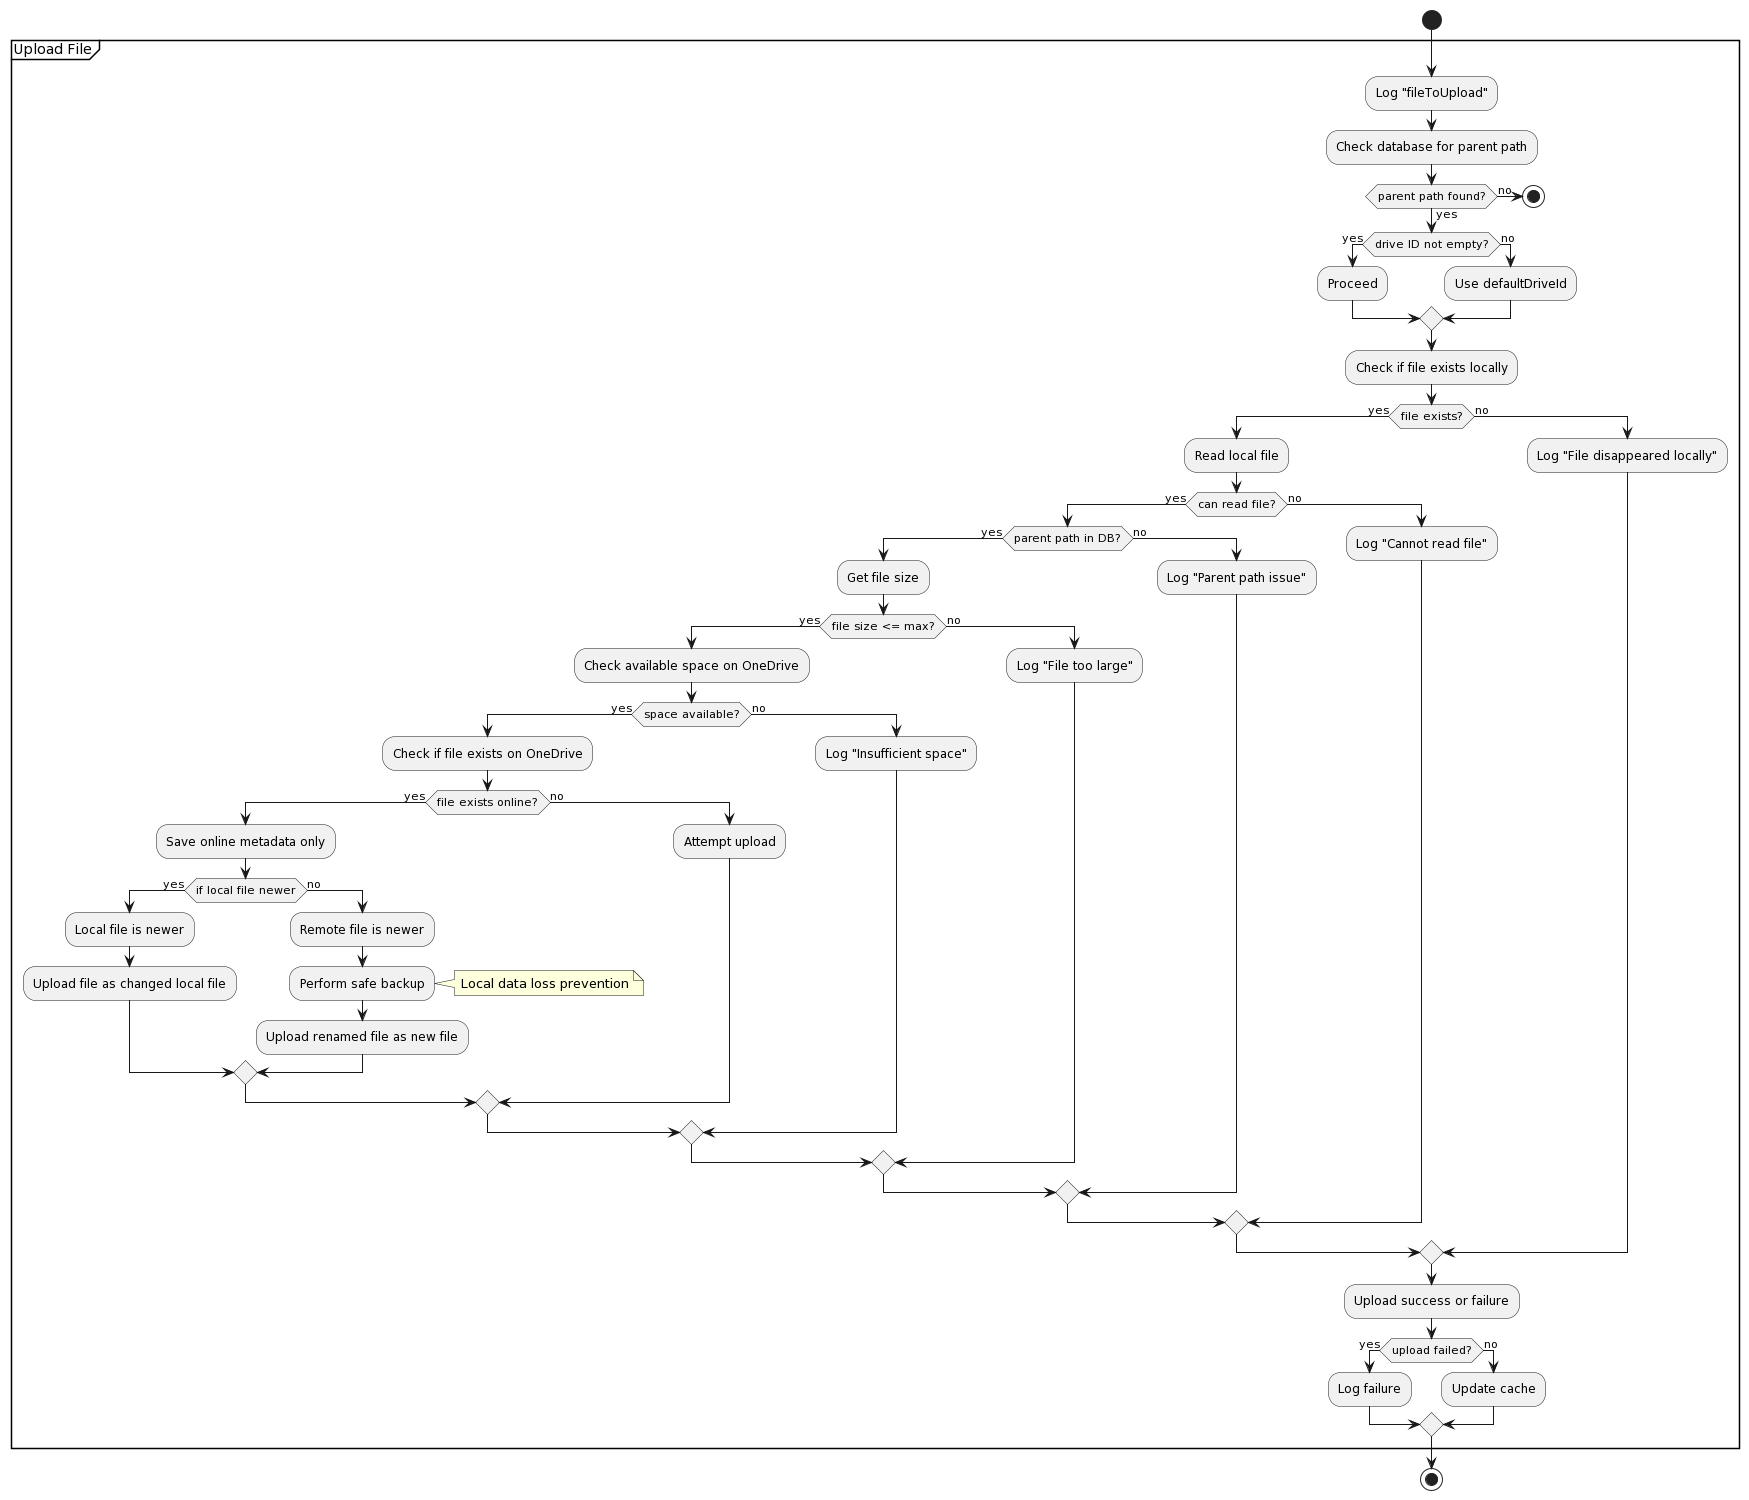 Upload File
Log "fileToUpload"
Check database for parent path
parent path found?
no
yes
drive ID not empty?
yes
no
Proceed
Use defaultDriveId
Check if file exists locally
yes
file exists?
no
Read local file
Log "File disappeared locally"
yes
can read file?
no
yes
parent path in DB?
no
Log "Cannot read file"
Get file size
Log "Parent path issue"
yes
file size <= max?
no
Check available space on OneDrive
Log "File too large"
yes
space available?
no
Check if file exists on OneDrive
Log "Insufficient space"
yes
file exists online?
no
Save online metadata only
Attempt upload
yes
if local file newer
no
Local file is newer
Remote file is newer
Upload file as changed local file
Perform safe backup
Local data loss prevention
Upload renamed file as new file
Upload success or failure
yes
upload failed?
no
Log failure
Update cache